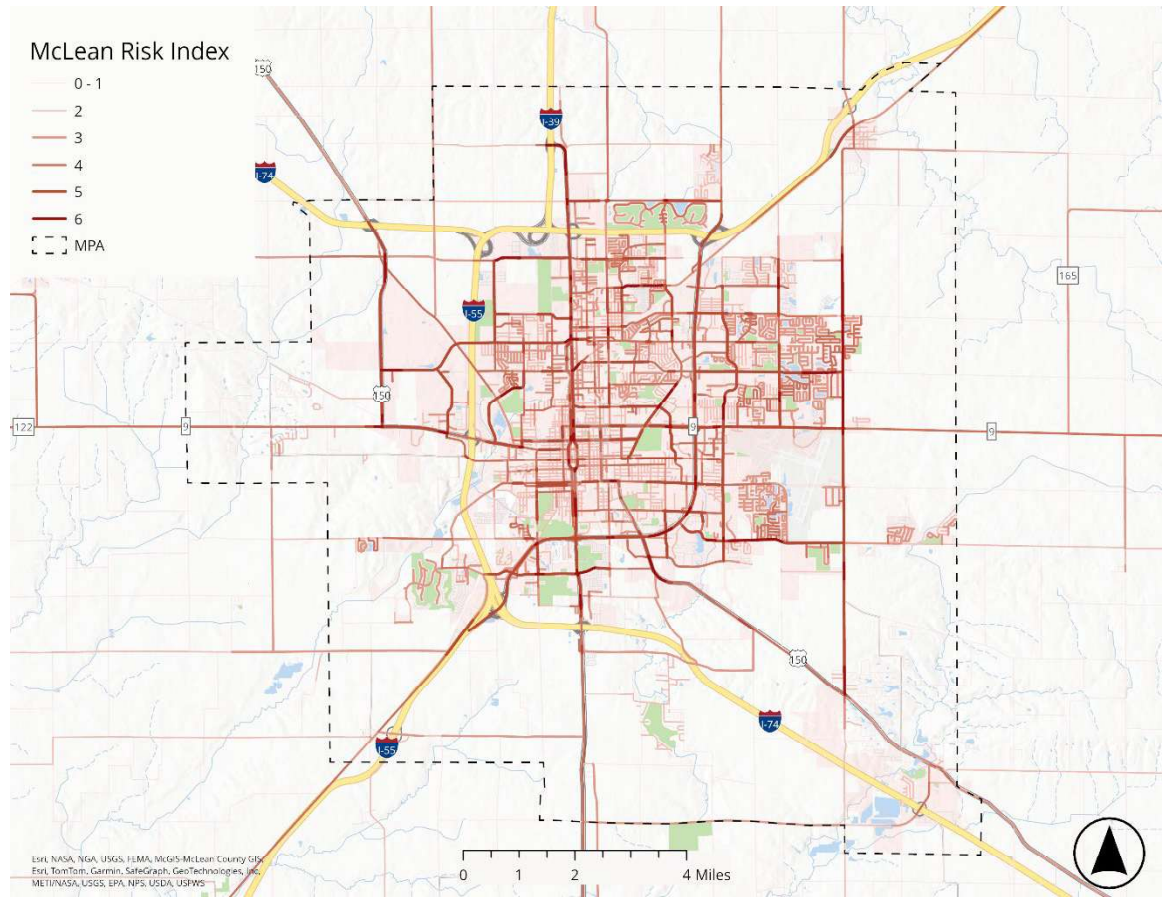 McLean Risk Index
0 - 1
2
3
4
5
6
MPA
150
I-39
I-74
I-55
165
150
122
9
9
9
150
I-74
I-55
0 1 2 4 Miles
Esri, NASA, NGA, USGS, FEMA, McGIS-McLean County GIS,
Esri, TomTom, Garmin, SafeGraph, GeoTechnologies, Inc,
METI/NASA, USGS, EPA, NPS, USDA, USFWS